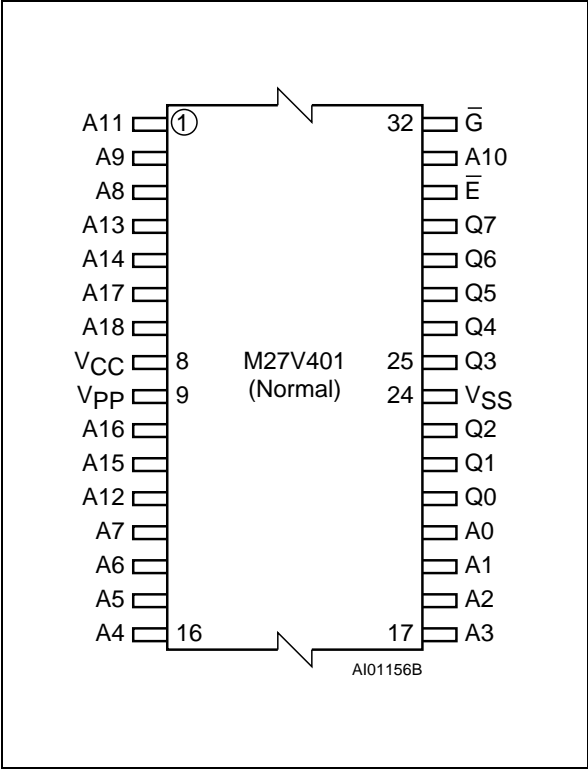 A11 1 32 G̅
A9 A10
A8 E̅
A13 Q7
A14 Q6
A17 Q5
A18 Q4
VCC 8 M27V401 25 Q3
VPP 9 (Normal) 24 VSS
A16 Q2
A15 Q1
A12 Q0
A7 A0
A6 A1
A5 A2
A4 16 17 A3
AI01156B